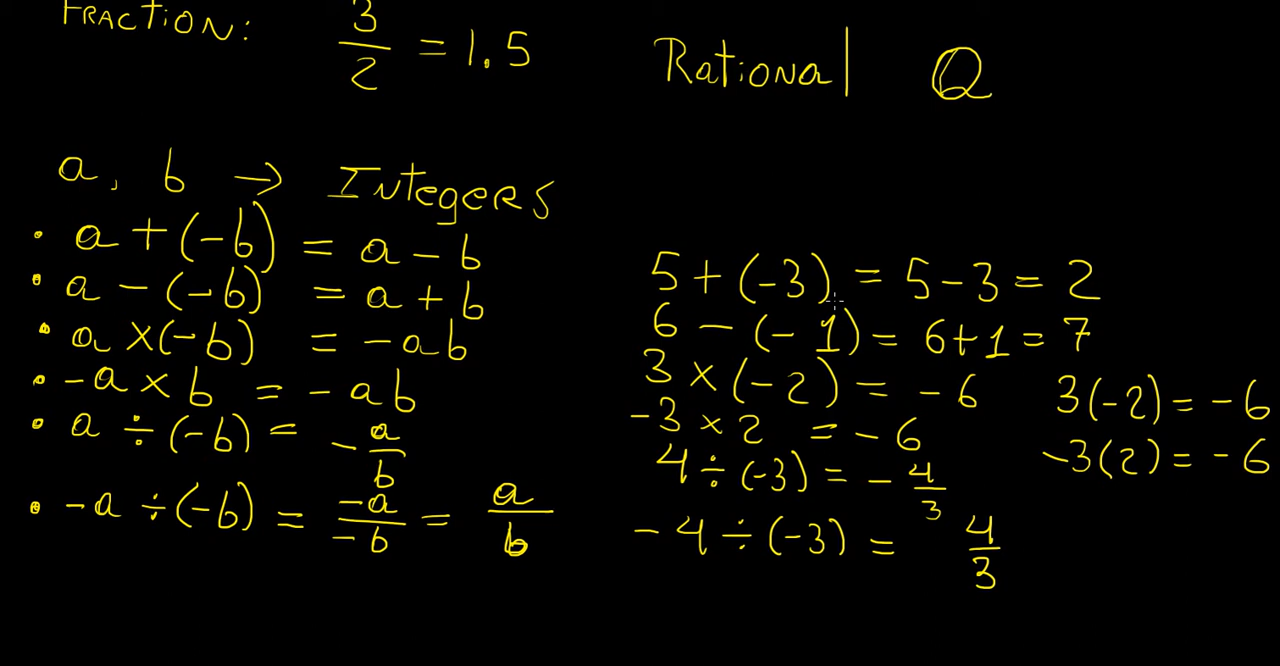 FRACTION: 3/2 = 1.5
Rational Q
a, b → Integers
• a + (-b) = a - b
• a - (-b) = a + b
• a × (-b) = -ab
• -a × b = -ab
• a ÷ (-b) = -a/b
• -a ÷ (-b) = -a/-b = a/b
5 + (-3) = 5 - 3 = 2
6 - (-1) = 6 + 1 = 7
3 × (-2) = -6
-3 × 2 = -6
4 ÷ (-3) = -4/3
-4 ÷ (-3) = 4/3
3(-2) = -6
-3(2) = -6